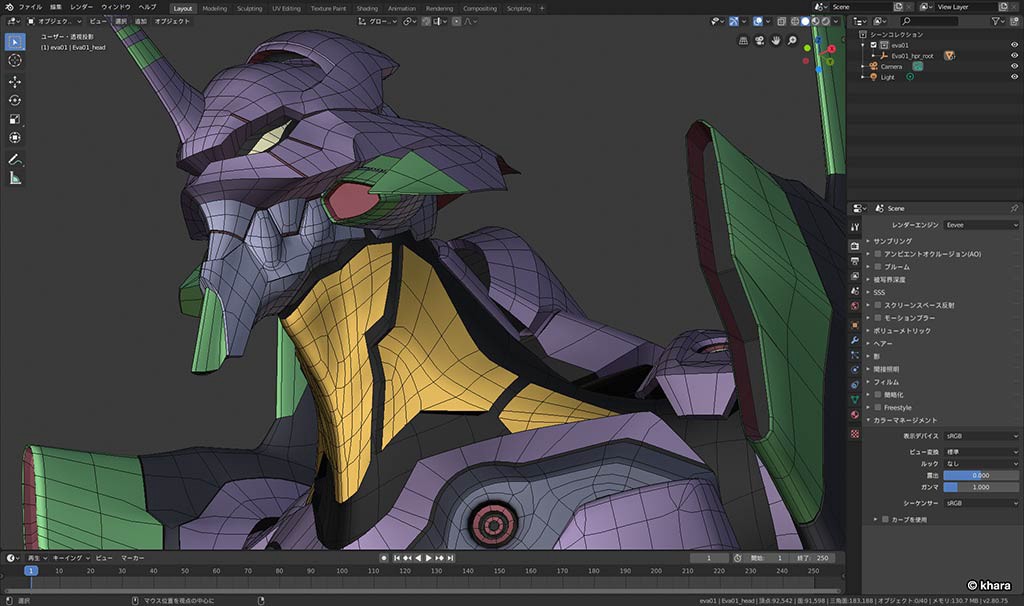 ファイル 編集 レンダー ウィンドウ ヘルプ Layout Modeling Sculpting UV Editing Texture Paint Shading Animation Rendering Compositing Scripting + Scene View Layer
オブジェク.. ビュー 選択 追加 オブジェクト グロー..
ユーザー・透視投影
(1) eva01 | Eva01_head
シーンコレクション
eva01
Eva01_hpr_root
Camera
Light
Scene
レンダーエンジン Eevee
サンプリング
アンビエントオクルージョン(AO)
ブルーム
被写界深度
SSS
スクリーンスペース反射
モーションブラー
ボリューメトリック
ヘアー
影
間接照明
フィルム
簡略化
Freestyle
カラーマネージメント
表示デバイス sRGB
ビュー変換 標準
ルック なし
露出 0.000
ガンマ 1.000
シーケンサー sRGB
カーブを使用
再生 キーイング ビュー マーカー 1 開始: 1 終了: 250
1 10 20 30 40 50 60 70 80 90 100 110 120 130 140 150 160 170 180 190 200 210 220 230 240 250
© khara
選択 マウス位置を視点の中心に eva01 | Eva01_head | 頂点:92,542 | 面:91,598 | 三角面:183,188 | オブジェクト:0/40 | メモリ:130.7 MB | v2.80.75